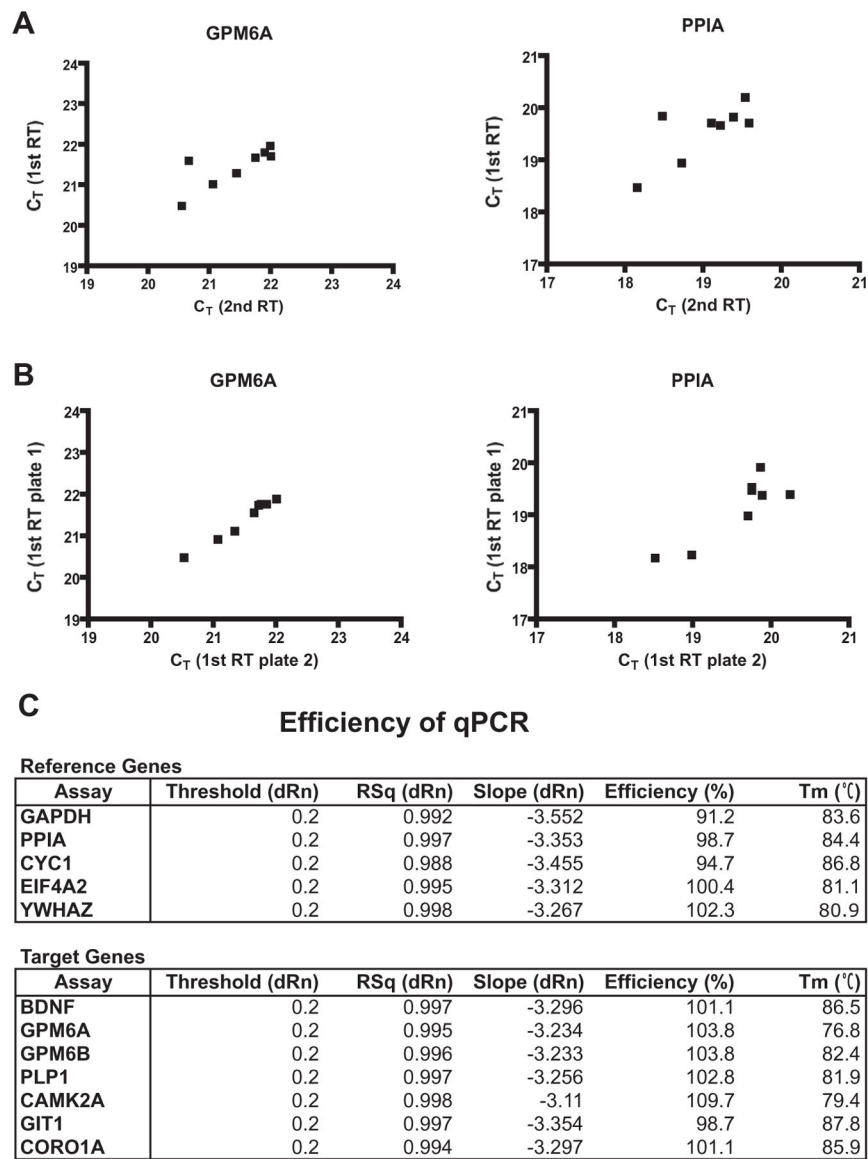 A
GPM6A
24
23
22
21
20
19
19 20 21 22 23 24
C_T (1st RT)
C_T (2nd RT)
PPIA
21
20
19
18
17
17 18 19 20 21
C_T (1st RT)
C_T (2nd RT)
B
GPM6A
24
23
22
21
20
19
19 20 21 22 23 24
C_T (1st RT plate 1)
C_T (1st RT plate 2)
PPIA
21
20
19
18
17
17 18 19 20 21
C_T (1st RT plate 1)
C_T (1st RT plate 2)
C
Efficiency of qPCR
Reference Genes
Assay Threshold (dRn) RSq (dRn) Slope (dRn) Efficiency (%) Tm (℃)
GAPDH 0.2 0.992 -3.552 91.2 83.6
PPIA 0.2 0.997 -3.353 98.7 84.4
CYC1 0.2 0.988 -3.455 94.7 86.8
EIF4A2 0.2 0.995 -3.312 100.4 81.1
YWHAZ 0.2 0.998 -3.267 102.3 80.9
Target Genes
Assay Threshold (dRn) RSq (dRn) Slope (dRn) Efficiency (%) Tm (℃)
BDNF 0.2 0.997 -3.296 101.1 86.5
GPM6A 0.2 0.995 -3.234 103.8 76.8
GPM6B 0.2 0.996 -3.233 103.8 82.4
PLP1 0.2 0.997 -3.256 102.8 81.9
CAMK2A 0.2 0.998 -3.11 109.7 79.4
GIT1 0.2 0.997 -3.354 98.7 87.8
CORO1A 0.2 0.994 -3.297 101.1 85.9